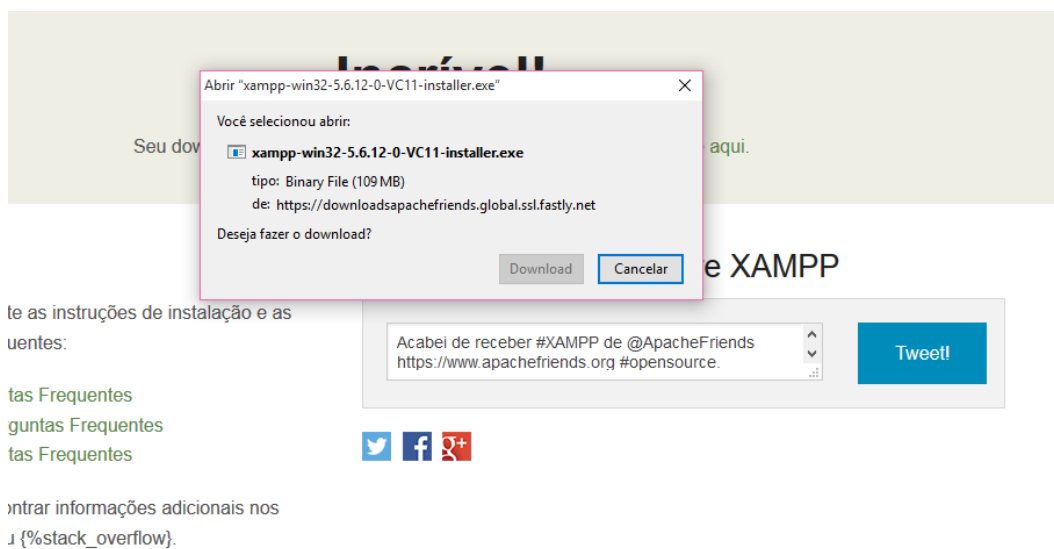 Incrível!
Abrir "xampp-win32-5.6.12-0-VC11-installer.exe"
Você selecionou abrir:
xampp-win32-5.6.12-0-VC11-installer.exe
tipo: Binary File (109 MB)
de: https://downloadsapachefriends.global.ssl.fastly.net
Deseja fazer o download?
Download Cancelar
Seu dow aqui.
e XAMPP
te as instruções de instalação e as
uentes:
tas Frequentes
guntas Frequentes
tas Frequentes
ontrar informações adicionais nos
u {%stack_overflow}.
Acabei de receber #XAMPP de @ApacheFriends
https://www.apachefriends.org #opensource.
Tweet!